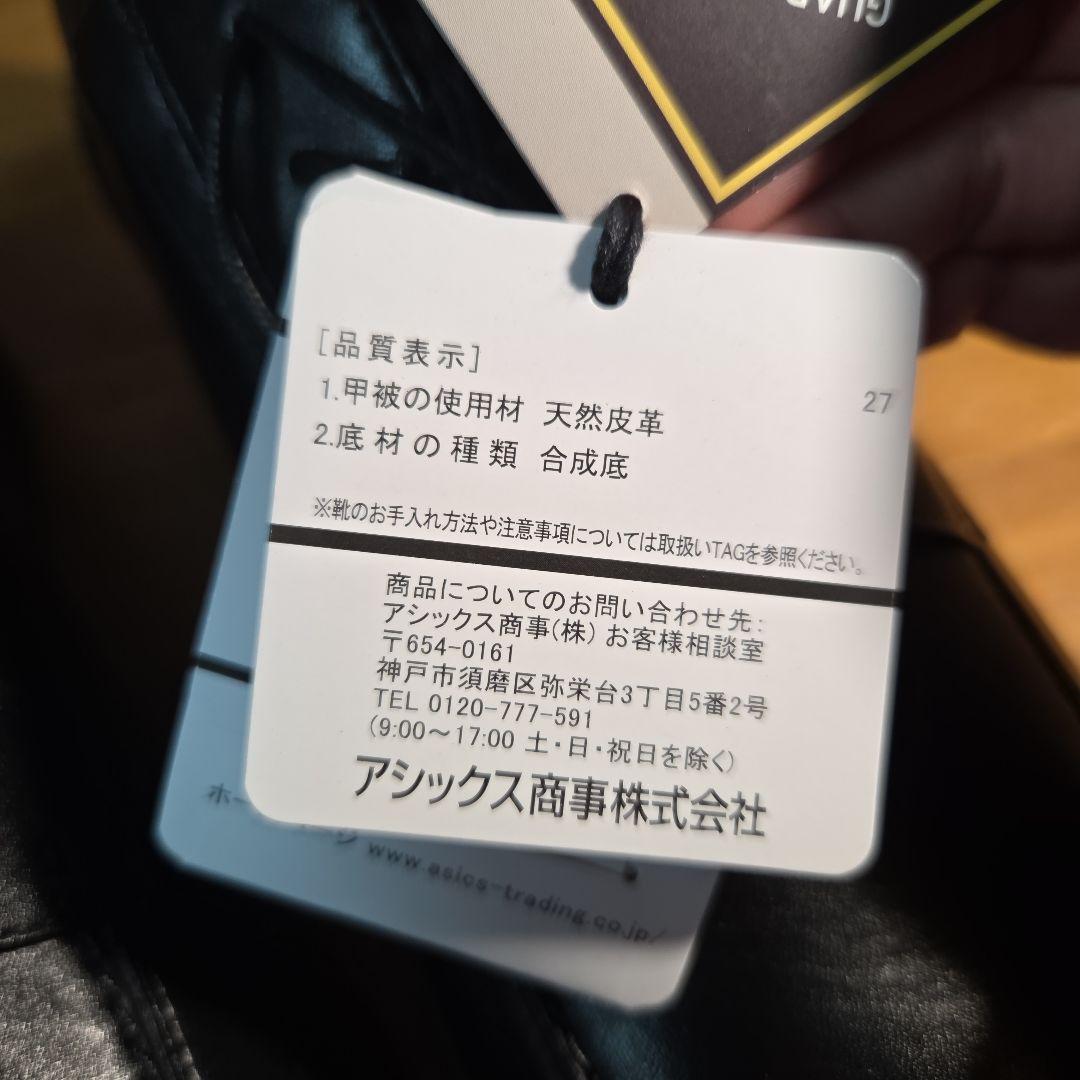 GUAR
[品質表示]
1.甲被の使用材 天然皮革
27
2.底材の種類 合成底
※靴のお手入れ方法や注意事項については取扱いTAGを参照ください。
商品についてのお問い合わせ先:
アシックス商事(株) お客様相談室
〒654-0161
神戸市須磨区弥栄台3丁目5番2号
TEL 0120-777-591
(9:00～17:00 土・日・祝日を除く)
アシックス商事株式会社
www.asics-trading.co.jp/